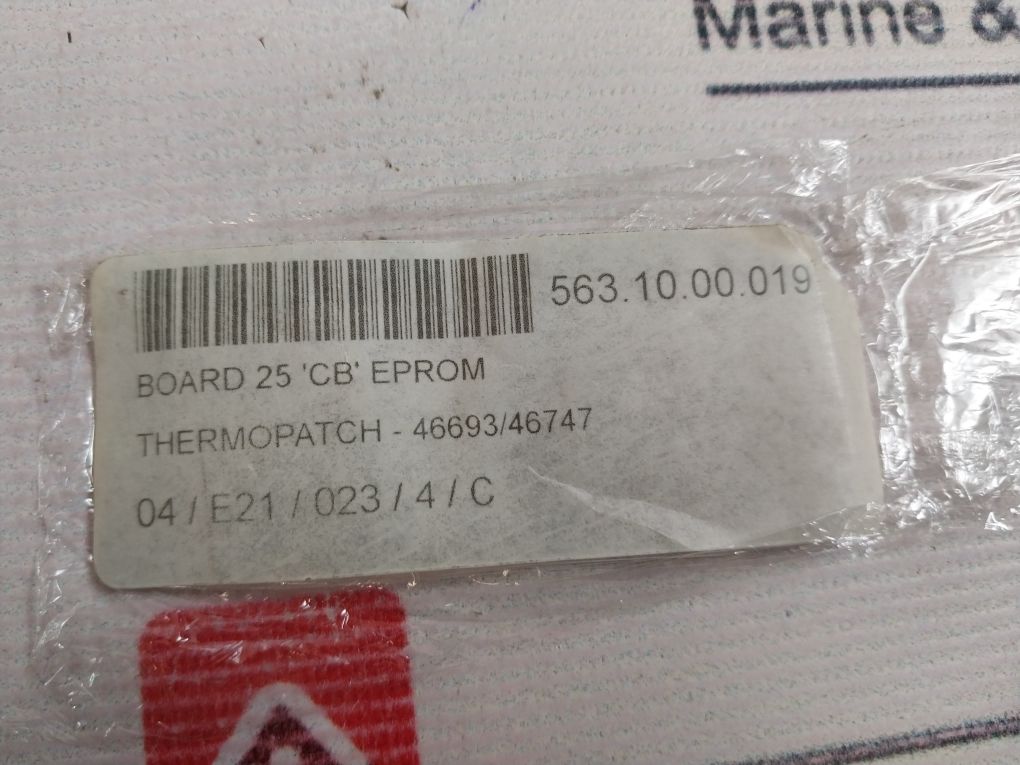 Marine &
563.10.00.019
BOARD 25 'CB' EPROM
THERMOPATCH - 46693/46747
04 / E21 / 023 / 4 / C